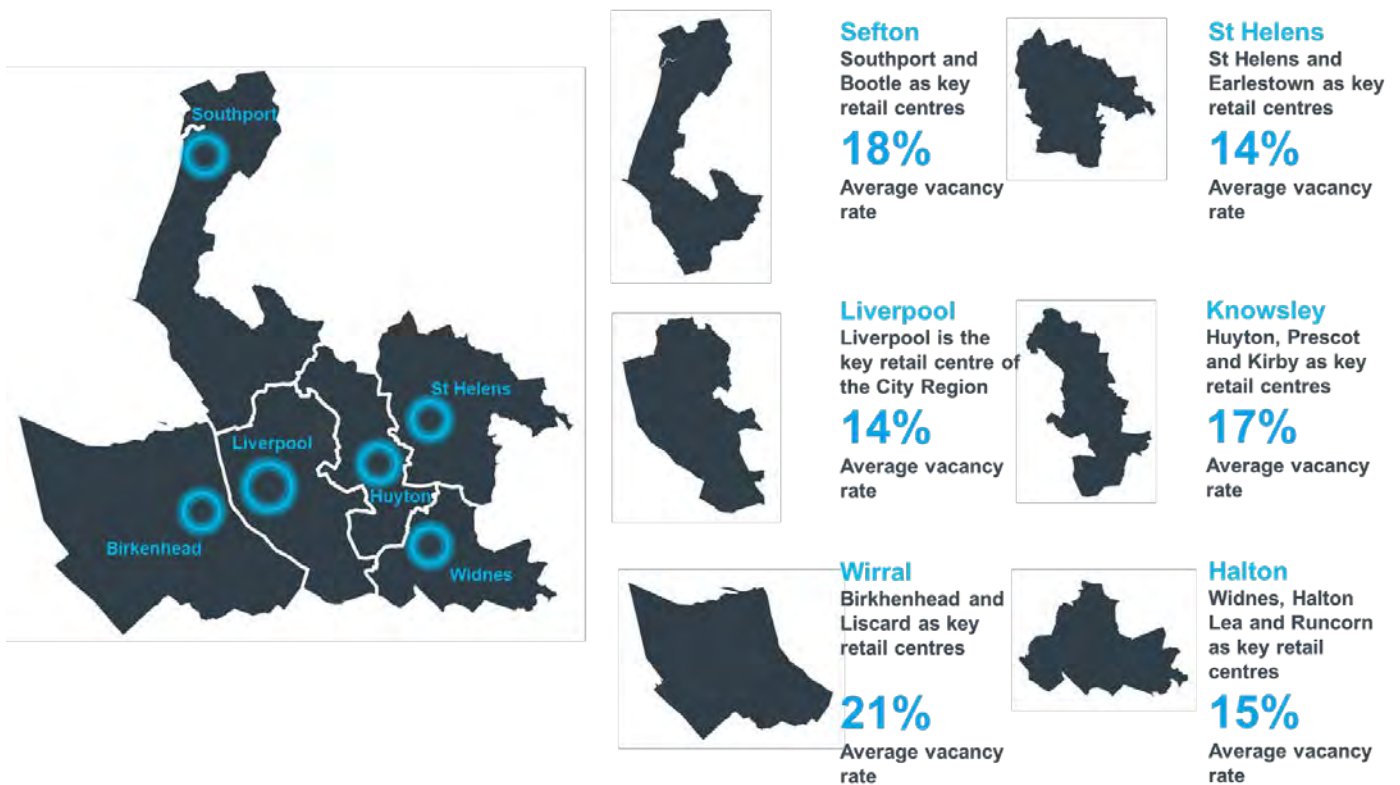 Southport
St Helens
Liverpool
Huyton
Birkenhead
Widnes
Sefton
Southport and
Bootle as key
retail centres
18%
Average vacancy
rate
St Helens
St Helens and
Earlestown as key
retail centres
14%
Average vacancy
rate
Liverpool
Liverpool is the
key retail centre of
the City Region
14%
Average vacancy
rate
Knowsley
Huyton, Prescot
and Kirby as key
retail centres
17%
Average vacancy
rate
Wirral
Birkhenhead and
Liscard as key
retail centres
21%
Average vacancy
rate
Halton
Widnes, Halton
Lea and Runcorn
as key retail
centres
15%
Average vacancy
rate